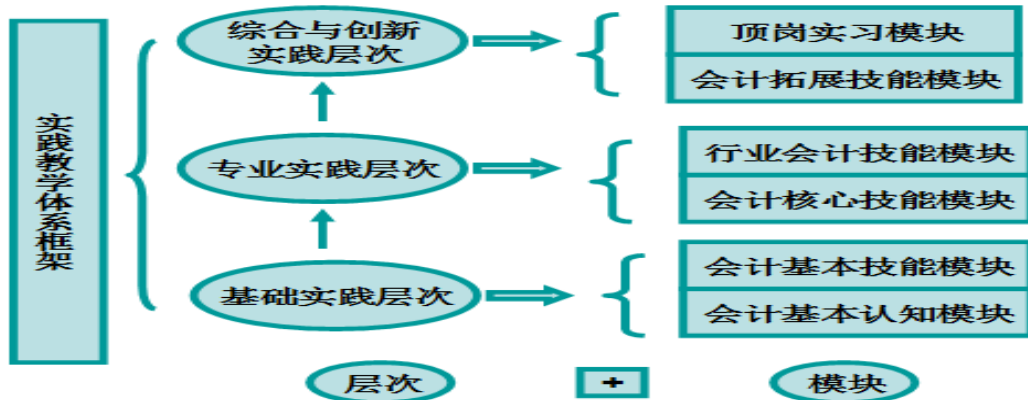 实践教学体系框架
综合与创新
实践层次
顶岗实习模块
会计拓展技能模块
专业实践层次
行业会计技能模块
会计核心技能模块
基础实践层次
会计基本技能模块
会计基本认知模块
层次 + 模块